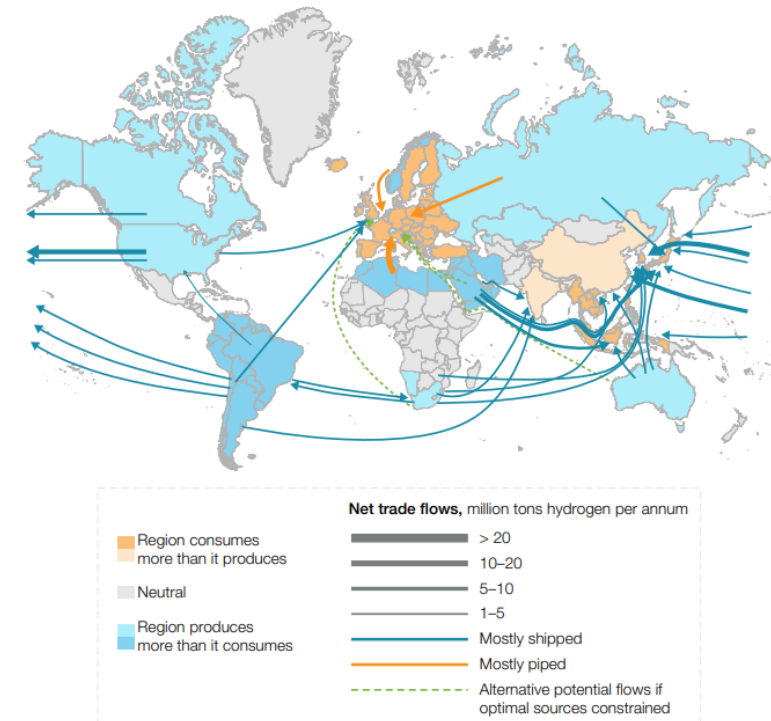 Net trade flows, million tons hydrogen per annum
Region consumes
more than it produces
Neutral
Region produces
more than it consumes
> 20
10–20
5–10
1–5
Mostly shipped
Mostly piped
Alternative potential flows if
optimal sources constrained